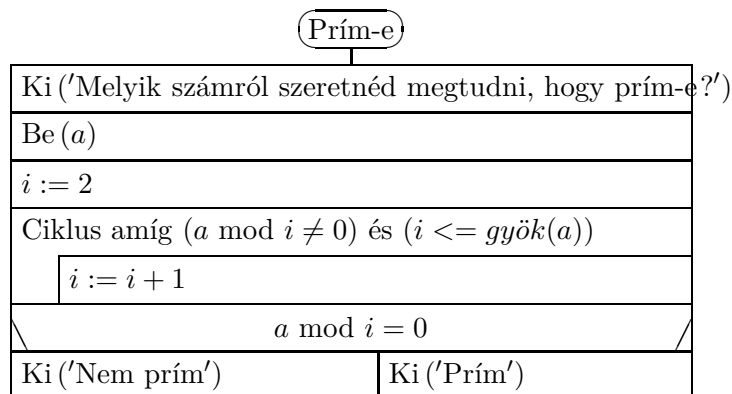 Prím-e
Ki ('Melyik számról szeretnéd megtudni, hogy prím-e?')
Be (a)
i := 2
Ciklus amíg (a mod i ≠ 0) és (i <= gyök(a))
i := i + 1
a mod i = 0
Ki ('Nem prím') Ki ('Prím')